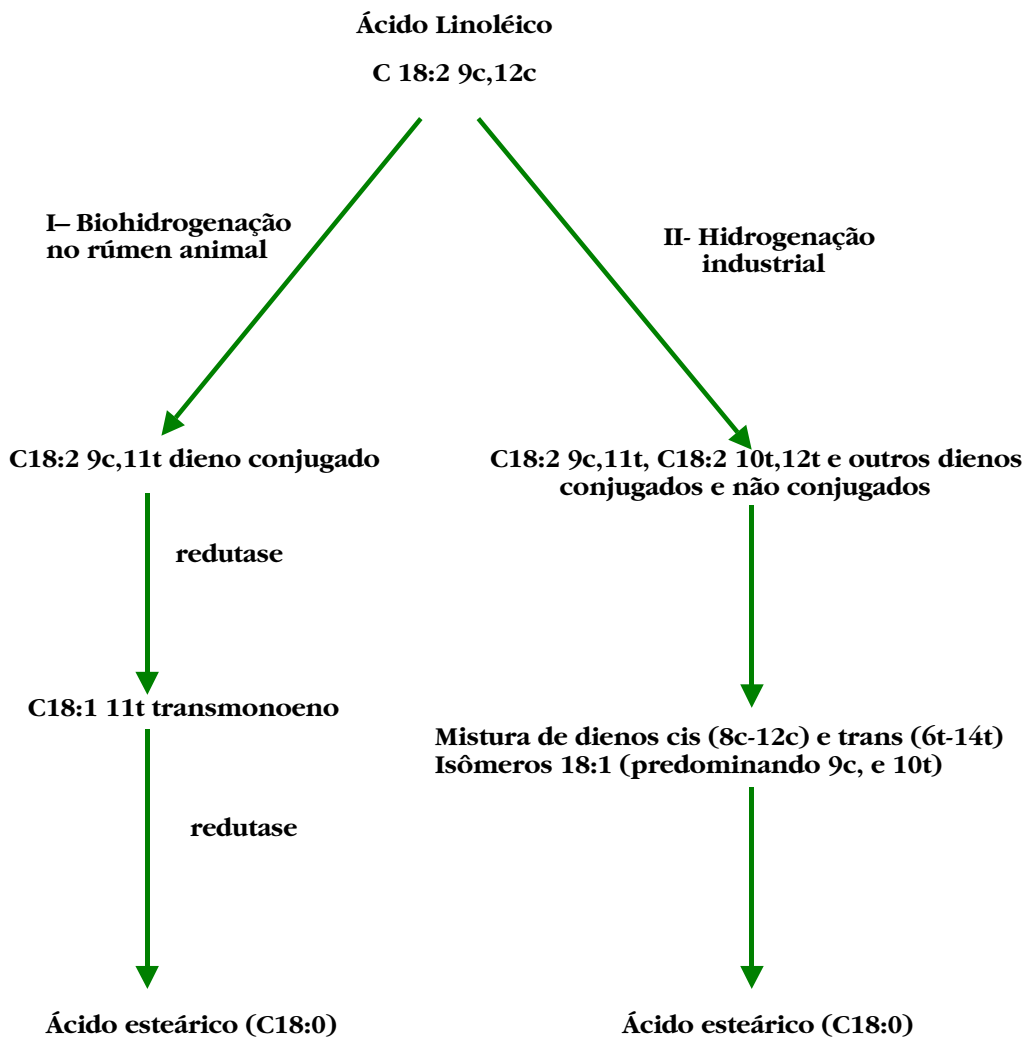 Ácido Linoléico
C 18:2 9c,12c
I– Biohidrogenação
no rúmen animal
II- Hidrogenação
industrial
C18:2 9c,11t dieno conjugado
C18:2 9c,11t, C18:2 10t,12t e outros dienos
conjugados e não conjugados
redutase
C18:1 11t transmonoeno
Mistura de dienos cis (8c-12c) e trans (6t-14t)
Isômeros 18:1 (predominando 9c, e 10t)
redutase
Ácido esteárico (C18:0)
Ácido esteárico (C18:0)